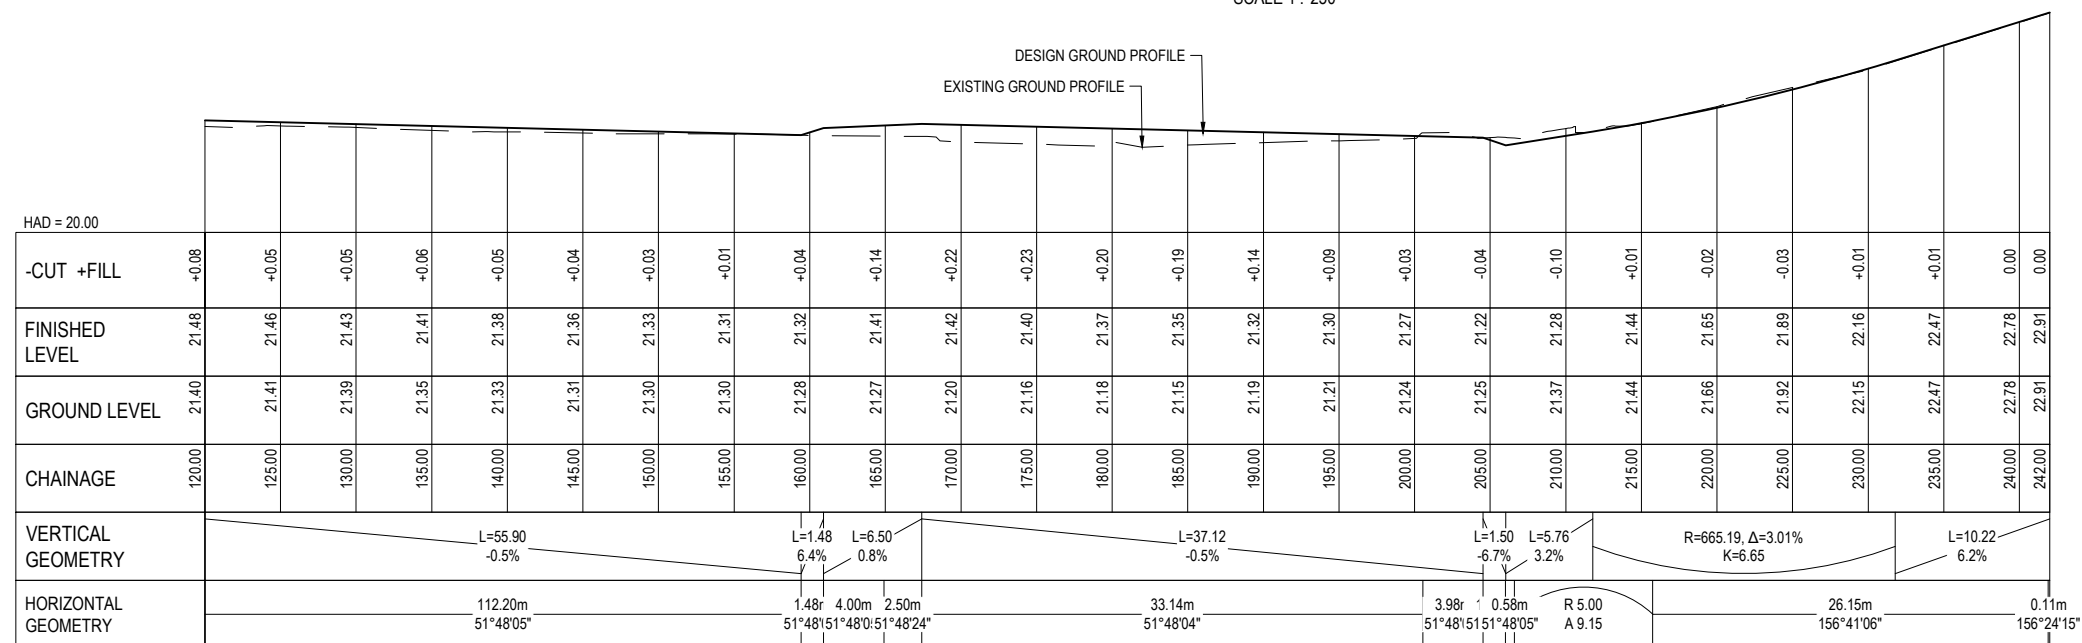 SCALE 1 : 250
DESIGN GROUND PROFILE
EXISTING GROUND PROFILE
HAD = 20.00
-CUT +FILL +0.08 +0.05 +0.05 +0.06 +0.05 +0.04 +0.03 +0.01 +0.04 +0.14 +0.22 +0.23 +0.20 +0.19 +0.14 +0.09 +0.03 -0.04 -0.10 +0.01 -0.02 -0.03 +0.01 +0.01 0.00 0.00
FINISHED
LEVEL
21.48 21.46 21.43 21.41 21.38 21.36 21.33 21.31 21.32 21.41 21.42 21.40 21.37 21.35 21.32 21.30 21.27 21.22 21.28 21.44 21.65 21.89 22.16 22.47 22.78 22.91
GROUND LEVEL 21.40 21.41 21.39 21.35 21.33 21.31 21.30 21.30 21.28 21.27 21.20 21.16 21.18 21.15 21.19 21.21 21.24 21.25 21.37 21.44 21.66 21.92 22.15 22.47 22.78 22.91
CHAINAGE 120.00 125.00 130.00 135.00 140.00 145.00 150.00 155.00 160.00 165.00 170.00 175.00 180.00 185.00 190.00 195.00 200.00 205.00 210.00 215.00 220.00 225.00 230.00 235.00 240.00 242.00
VERTICAL
GEOMETRY
L=55.90 L=1.48 L=6.50 L=37.12 L=1.50 L=5.76 R=665.19, Δ=3.01% L=10.22
-0.5% 6.4% 0.8% -0.5% -6.7% 3.2% K=6.65 6.2%
HORIZONTAL
GEOMETRY
112.20m 4.00m 2.50m 33.14m 0.58m R 5.00 26.15m 0.11m
51°48'05" 51°48'24" 51°48'04" 51°48'05" A 9.15 156°41'06" 156°24'15"